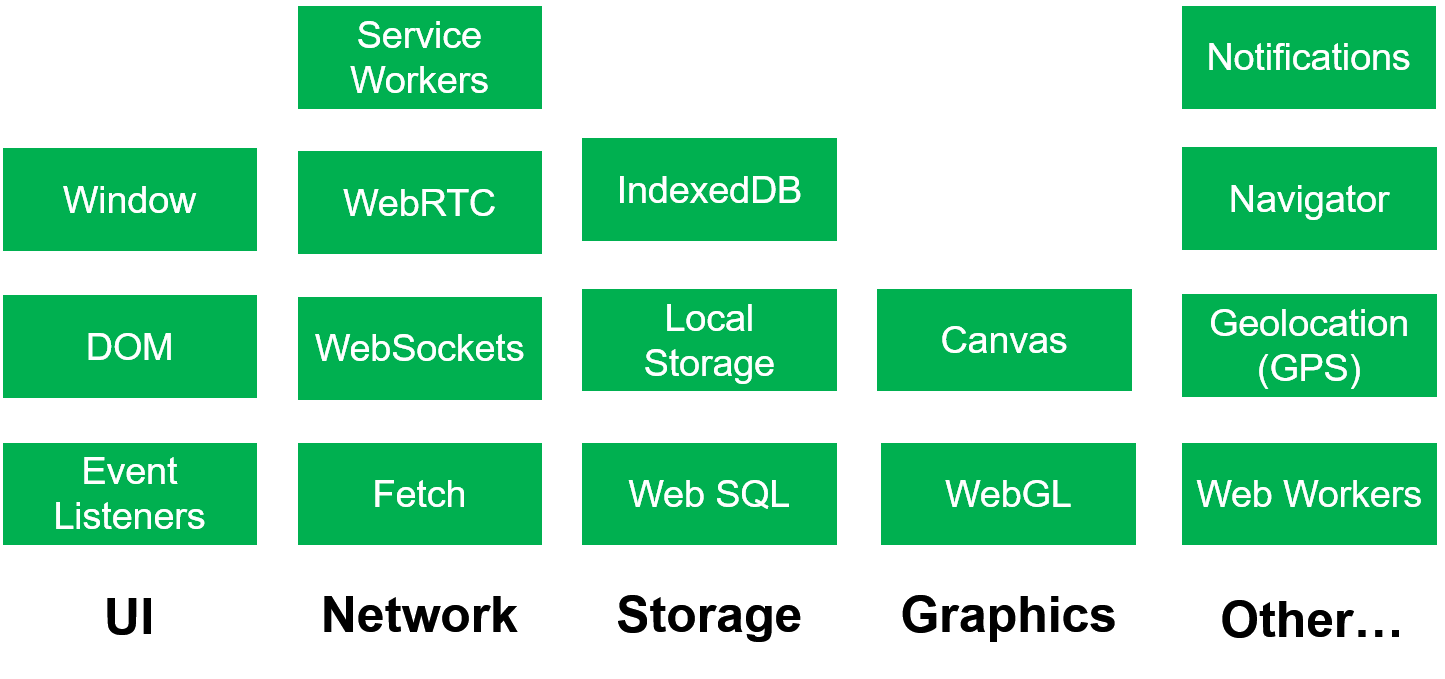 Service
Workers
Notifications
Window
WebRTC
IndexedDB
Navigator
DOM
WebSockets
Local
Storage
Canvas
Geolocation
(GPS)
Event
Listeners
Fetch
Web SQL
WebGL
Web Workers
UI
Network
Storage
Graphics
Other…